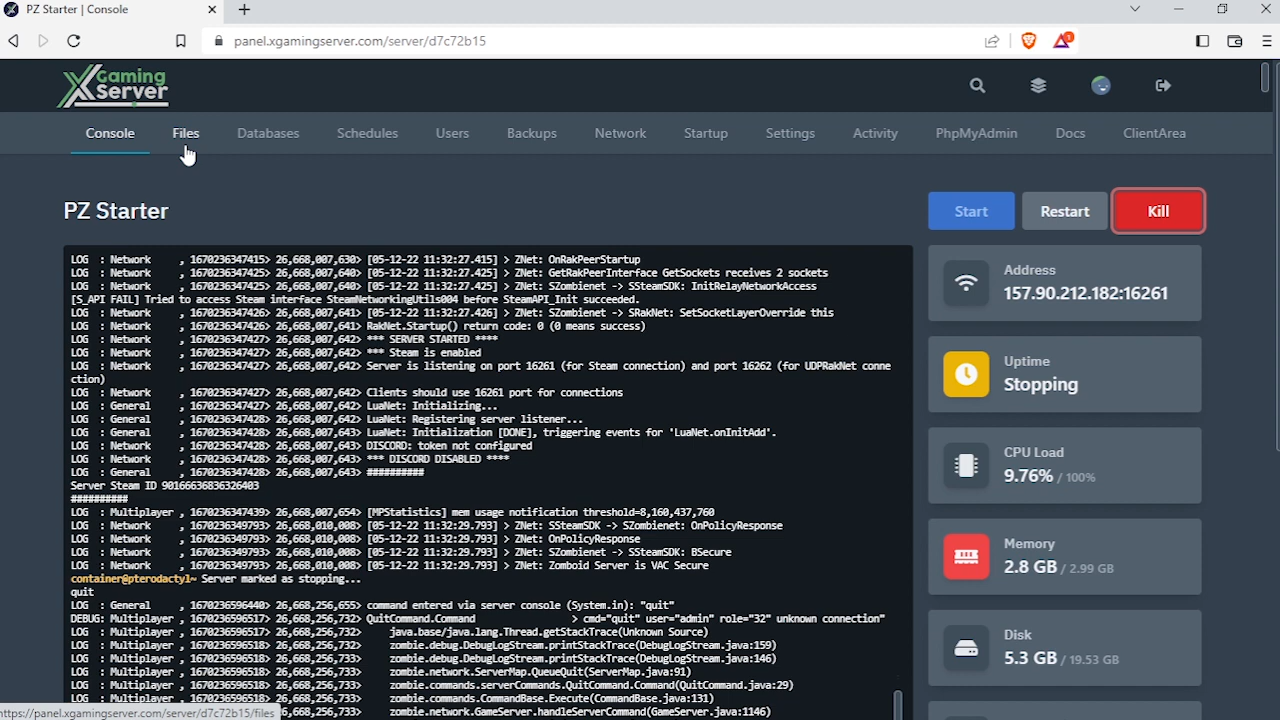 PZ Starter | Console
panel.xgamingserver.com/server/d7c72b15
1
XGaming
Server
Console Files Databases Schedules Users Backups Network Startup Settings Activity PhpMyAdmin Docs ClientArea
PZ Starter
Start Restart Kill
LOG : Network , 1670236347415> 26,668,007,630> [05-12-22 11:32:27.415] > ZNet: OnRakPeerStartup
LOG : Network , 1670236347425> 26,668,007,640> [05-12-22 11:32:27.425] > ZNet: GetRakPeerInterface GetSockets receives 2 sockets
LOG : Network , 1670236347425> 26,668,007,640> [05-12-22 11:32:27.425] > ZNet: SZombienet -> SSteamSDK: InitRelayNetworkAccess
[S_API FAIL] Tried to access Steam interface SteamNetworkingUtils004 before SteamAPI_Init succeeded.
LOG : Network , 1670236347426> 26,668,007,641> [05-12-22 11:32:27.426] > ZNet: SZombienet -> SRakNet: SetSocketLayerOverride this
LOG : Network , 1670236347427> 26,668,007,641> RakNet.Startup() return code: 0 (0 means success)
LOG : Network , 1670236347427> 26,668,007,642> *** SERVER STARTED ****
LOG : Network , 1670236347427> 26,668,007,642> *** Steam is enabled
LOG : Network , 1670236347427> 26,668,007,642> Server is listening on port 16261 (for Steam connection) and port 16262 (for UDPRakNet conne
ction)
LOG : Network , 1670236347427> 26,668,007,642> Clients should use 16261 port for connections
LOG : General , 1670236347427> 26,668,007,642> LuaNet: Initializing...
LOG : General , 1670236347428> 26,668,007,642> LuaNet: Registering server listener...
LOG : General , 1670236347428> 26,668,007,643> LuaNet: Initialization [DONE], triggering events for 'LuaNet.onInitAdd'.
LOG : Network , 1670236347428> 26,668,007,643> DISCORD: token not configured
LOG : Network , 1670236347428> 26,668,007,643> *** DISCORD DISABLED ****
LOG : General , 1670236347428> 26,668,007,643> ##########
Server Steam ID 90166636836326403
##########
LOG : Multiplayer , 1670236347439> 26,668,007,654> [MPStatistics] mem usage notification threshold=8,160,437,760
LOG : Network , 1670236349793> 26,668,010,008> [05-12-22 11:32:29.793] > ZNet: SSteamSDK -> SZombienet: OnPolicyResponse
LOG : Network , 1670236349793> 26,668,010,008> [05-12-22 11:32:29.793] > ZNet: OnPolicyResponse
LOG : Network , 1670236349793> 26,668,010,008> [05-12-22 11:32:29.793] > ZNet: SZombienet -> SSteamSDK: BSecure
LOG : Network , 1670236349793> 26,668,010,008> [05-12-22 11:32:29.793] > ZNet: Zomboid Server is VAC Secure
container@pterodactyl~ Server marked as stopping...
quit
LOG : General , 1670236596440> 26,668,256,655> command entered via server console (System.in): "quit"
DEBUG: Multiplayer , 1670236596517> 26,668,256,732> QuitCommand.Command > cmd="quit" user="admin" role="32" unknown connection"
LOG : Multiplayer , 1670236596517> 26,668,256,732> java.base/java.lang.Thread.getStackTrace(Unknown Source)
LOG : Multiplayer , 1670236596517> 26,668,256,732> zombie.debug.DebugLogStream.printStackTrace(DebugLogStream.java:159)
LOG : Multiplayer , 1670236596518> 26,668,256,733> zombie.debug.DebugLogStream.printStackTrace(DebugLogStream.java:146)
LOG : Multiplayer , 1670236596518> 26,668,256,733> zombie.network.ServerMap.QueueQuit(ServerMap.java:91)
LOG : Multiplayer , 1670236596518> 26,668,256,733> zombie.commands.serverCommands.QuitCommand.Command(QuitCommand.java:29)
LOG : Multiplayer , 1670236596518> 26,668,256,733> zombie.commands.CommandBase.Execute(CommandBase.java:131)
6,733> zombie.network.GameServer.handleServerCommand(GameServer.java:1146)
Address
157.90.212.182:16261
Uptime
Stopping
CPU Load
9.76% / 100%
Memory
2.8 GB / 2.99 GB
Disk
5.3 GB / 19.53 GB
https://panel.xgamingserver.com/server/d7c72b15/files